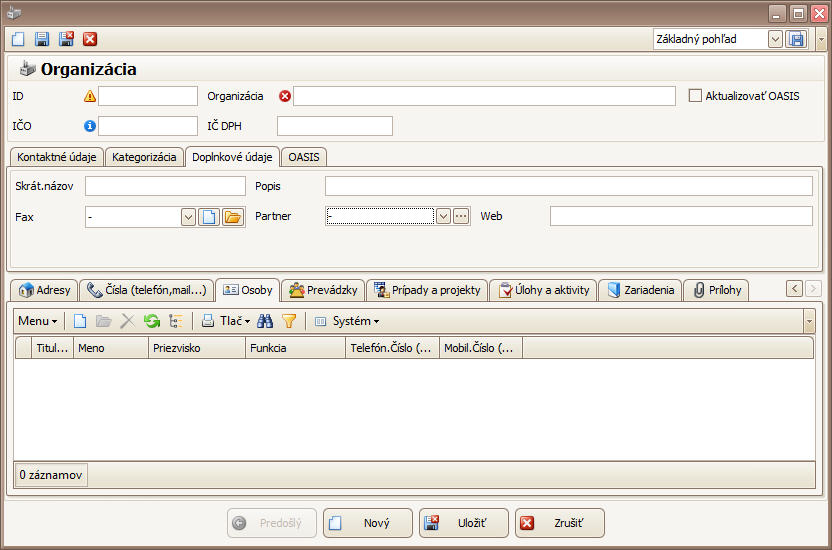 Základný pohľad
Organizácia
ID Organizácia Aktualizovať OASIS
IČO IČ DPH
Kontaktné údaje Kategorizácia Doplnkové údaje OASIS
Skrát.názov Popis
Fax - Partner - Web
Adresy Čísla (telefón,mail...) Osoby Prevádzky Prípady a projekty Úlohy a aktivity Zariadenia Prílohy
Menu Tlač Systém
Titul... Meno Priezvisko Funkcia Telefón.Číslo (... Mobil.Číslo (...
0 záznamov
Predošlý Nový Uložiť Zrušiť